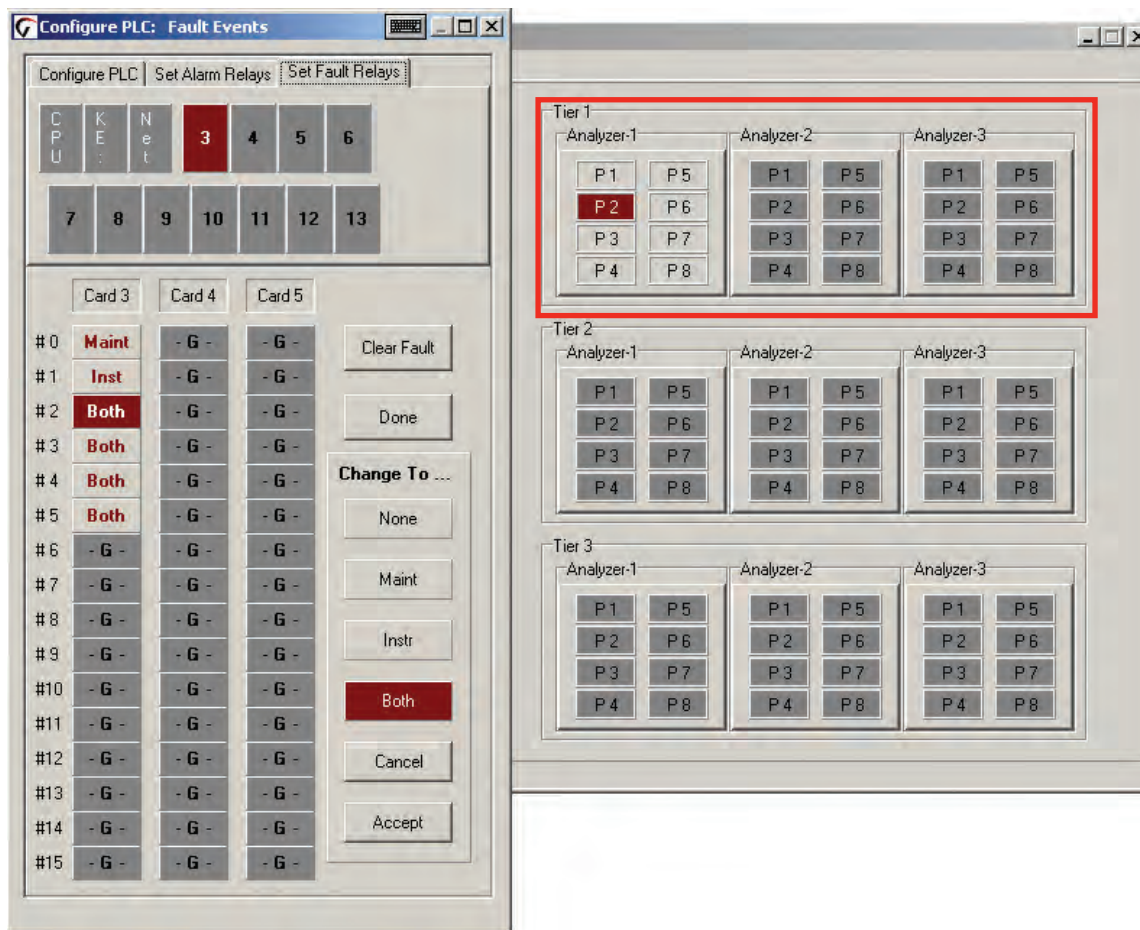 Configure PLC: Fault Events
Configure PLC Set Alarm Relays Set Fault Relays
CPU KE: Net 3 4 5 6
7 8 9 10 11 12 13
Card 3 Card 4 Card 5
#0 Maint - G - - G -
#1 Inst - G - - G -
#2 Both - G - - G -
#3 Both - G - - G -
#4 Both - G - - G -
#5 Both - G - - G -
#6 - G - - G - - G -
#7 - G - - G - - G -
#8 - G - - G - - G -
#9 - G - - G - - G -
#10 - G - - G - - G -
#11 - G - - G - - G -
#12 - G - - G - - G -
#13 - G - - G - - G -
#14 - G - - G - - G -
#15 - G - - G - - G -
Clear Fault
Done
Change To ...
None
Maint
Instr
Both
Cancel
Accept
Tier 1
Analyzer-1 Analyzer-2 Analyzer-3
P1 P5 P1 P5 P1 P5
P2 P6 P2 P6 P2 P6
P3 P7 P3 P7 P3 P7
P4 P8 P4 P8 P4 P8
Tier 2
Analyzer-1 Analyzer-2 Analyzer-3
P1 P5 P1 P5 P1 P5
P2 P6 P2 P6 P2 P6
P3 P7 P3 P7 P3 P7
P4 P8 P4 P8 P4 P8
Tier 3
Analyzer-1 Analyzer-2 Analyzer-3
P1 P5 P1 P5 P1 P5
P2 P6 P2 P6 P2 P6
P3 P7 P3 P7 P3 P7
P4 P8 P4 P8 P4 P8